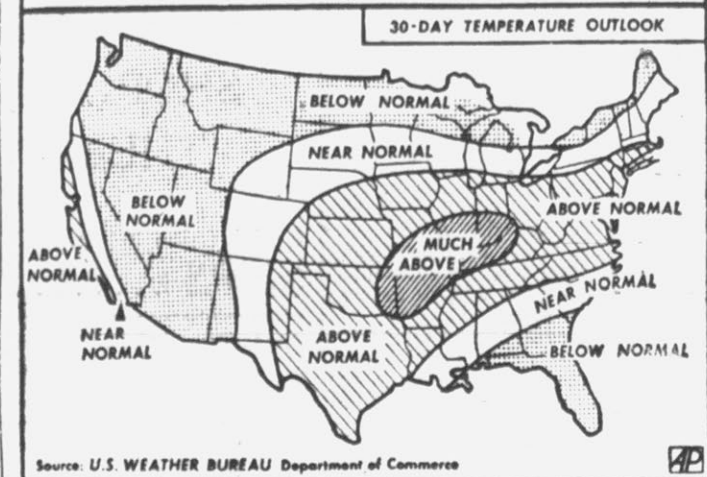 30-DAY TEMPERATURE OUTLOOK
BELOW NORMAL
NEAR NORMAL
BELOW
NORMAL
ABOVE NORMAL
MUCH
ABOVE
ABOVE
NORMAL
NEAR NORMAL
NEAR
NORMAL
ABOVE
NORMAL
BELOW NORMAL
Source: U.S. WEATHER BUREAU Department of Commerce
AP